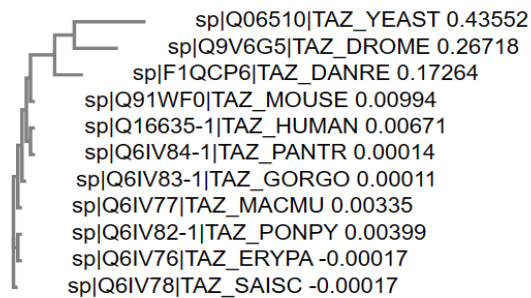 sp|Q06510|TAZ_YEAST 0.43552
sp|Q9V6G5|TAZ_DROME 0.26718
sp|F1QCP6|TAZ_DANRE 0.17264
sp|Q91WF0|TAZ_MOUSE 0.00994
sp|Q16635-1|TAZ_HUMAN 0.00671
sp|Q6IV84-1|TAZ_PANTR 0.00014
sp|Q6IV83-1|TAZ_GORGO 0.00011
sp|Q6IV77|TAZ_MACMU 0.00335
sp|Q6IV82-1|TAZ_PONPY 0.00399
sp|Q6IV76|TAZ_ERYPA -0.00017
sp|Q6IV78|TAZ_SAISC -0.00017